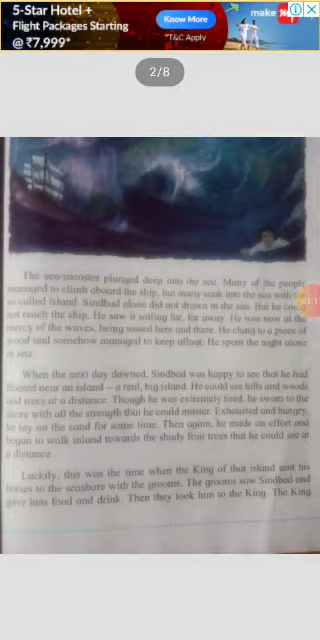 5-Star Hotel +
Flight Packages Starting
@ ₹7,999*
Know More
*T&C Apply
make
2/8
The sea-monster plunged deep into the sea. Many of the people
managed to climb aboard the ship, but many sunk into the sea with the
so called island. Sindbad alone did not drown in the sea. But he could
not reach the ship. He saw it sailing far, far away. He was now at the
mercy of the waves, being tossed here and there. He clung to a piece of
wood and somehow managed to keep afloat. He spent the night alone
at sea.
When the next day dawned, Sindbad was happy to see that he had
floated near an island – a real, big island. He could see hills and woods
and trees at a distance. Though he was extremely tired, he swam to the
shore with all the strength that he could muster. Exhausted and hungry,
he lay on the sand for some time. Then again, he made an effort and
began to walk inland towards the shady fruit trees that he could see at
a distance.
Luckily, this was the time when the King of that island sent his
horses to the seashore with the grooms. The grooms saw Sindbad and
gave him food and drink. Then they took him to the King. The King